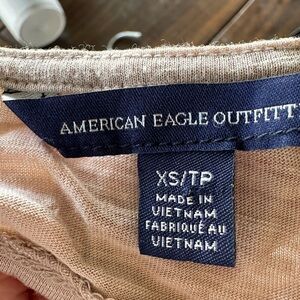 AMERICAN EAGLE OUTFITT
XS/TP
MADE IN
VIETNAM
FABRIQUÉ AU
VIETNAM